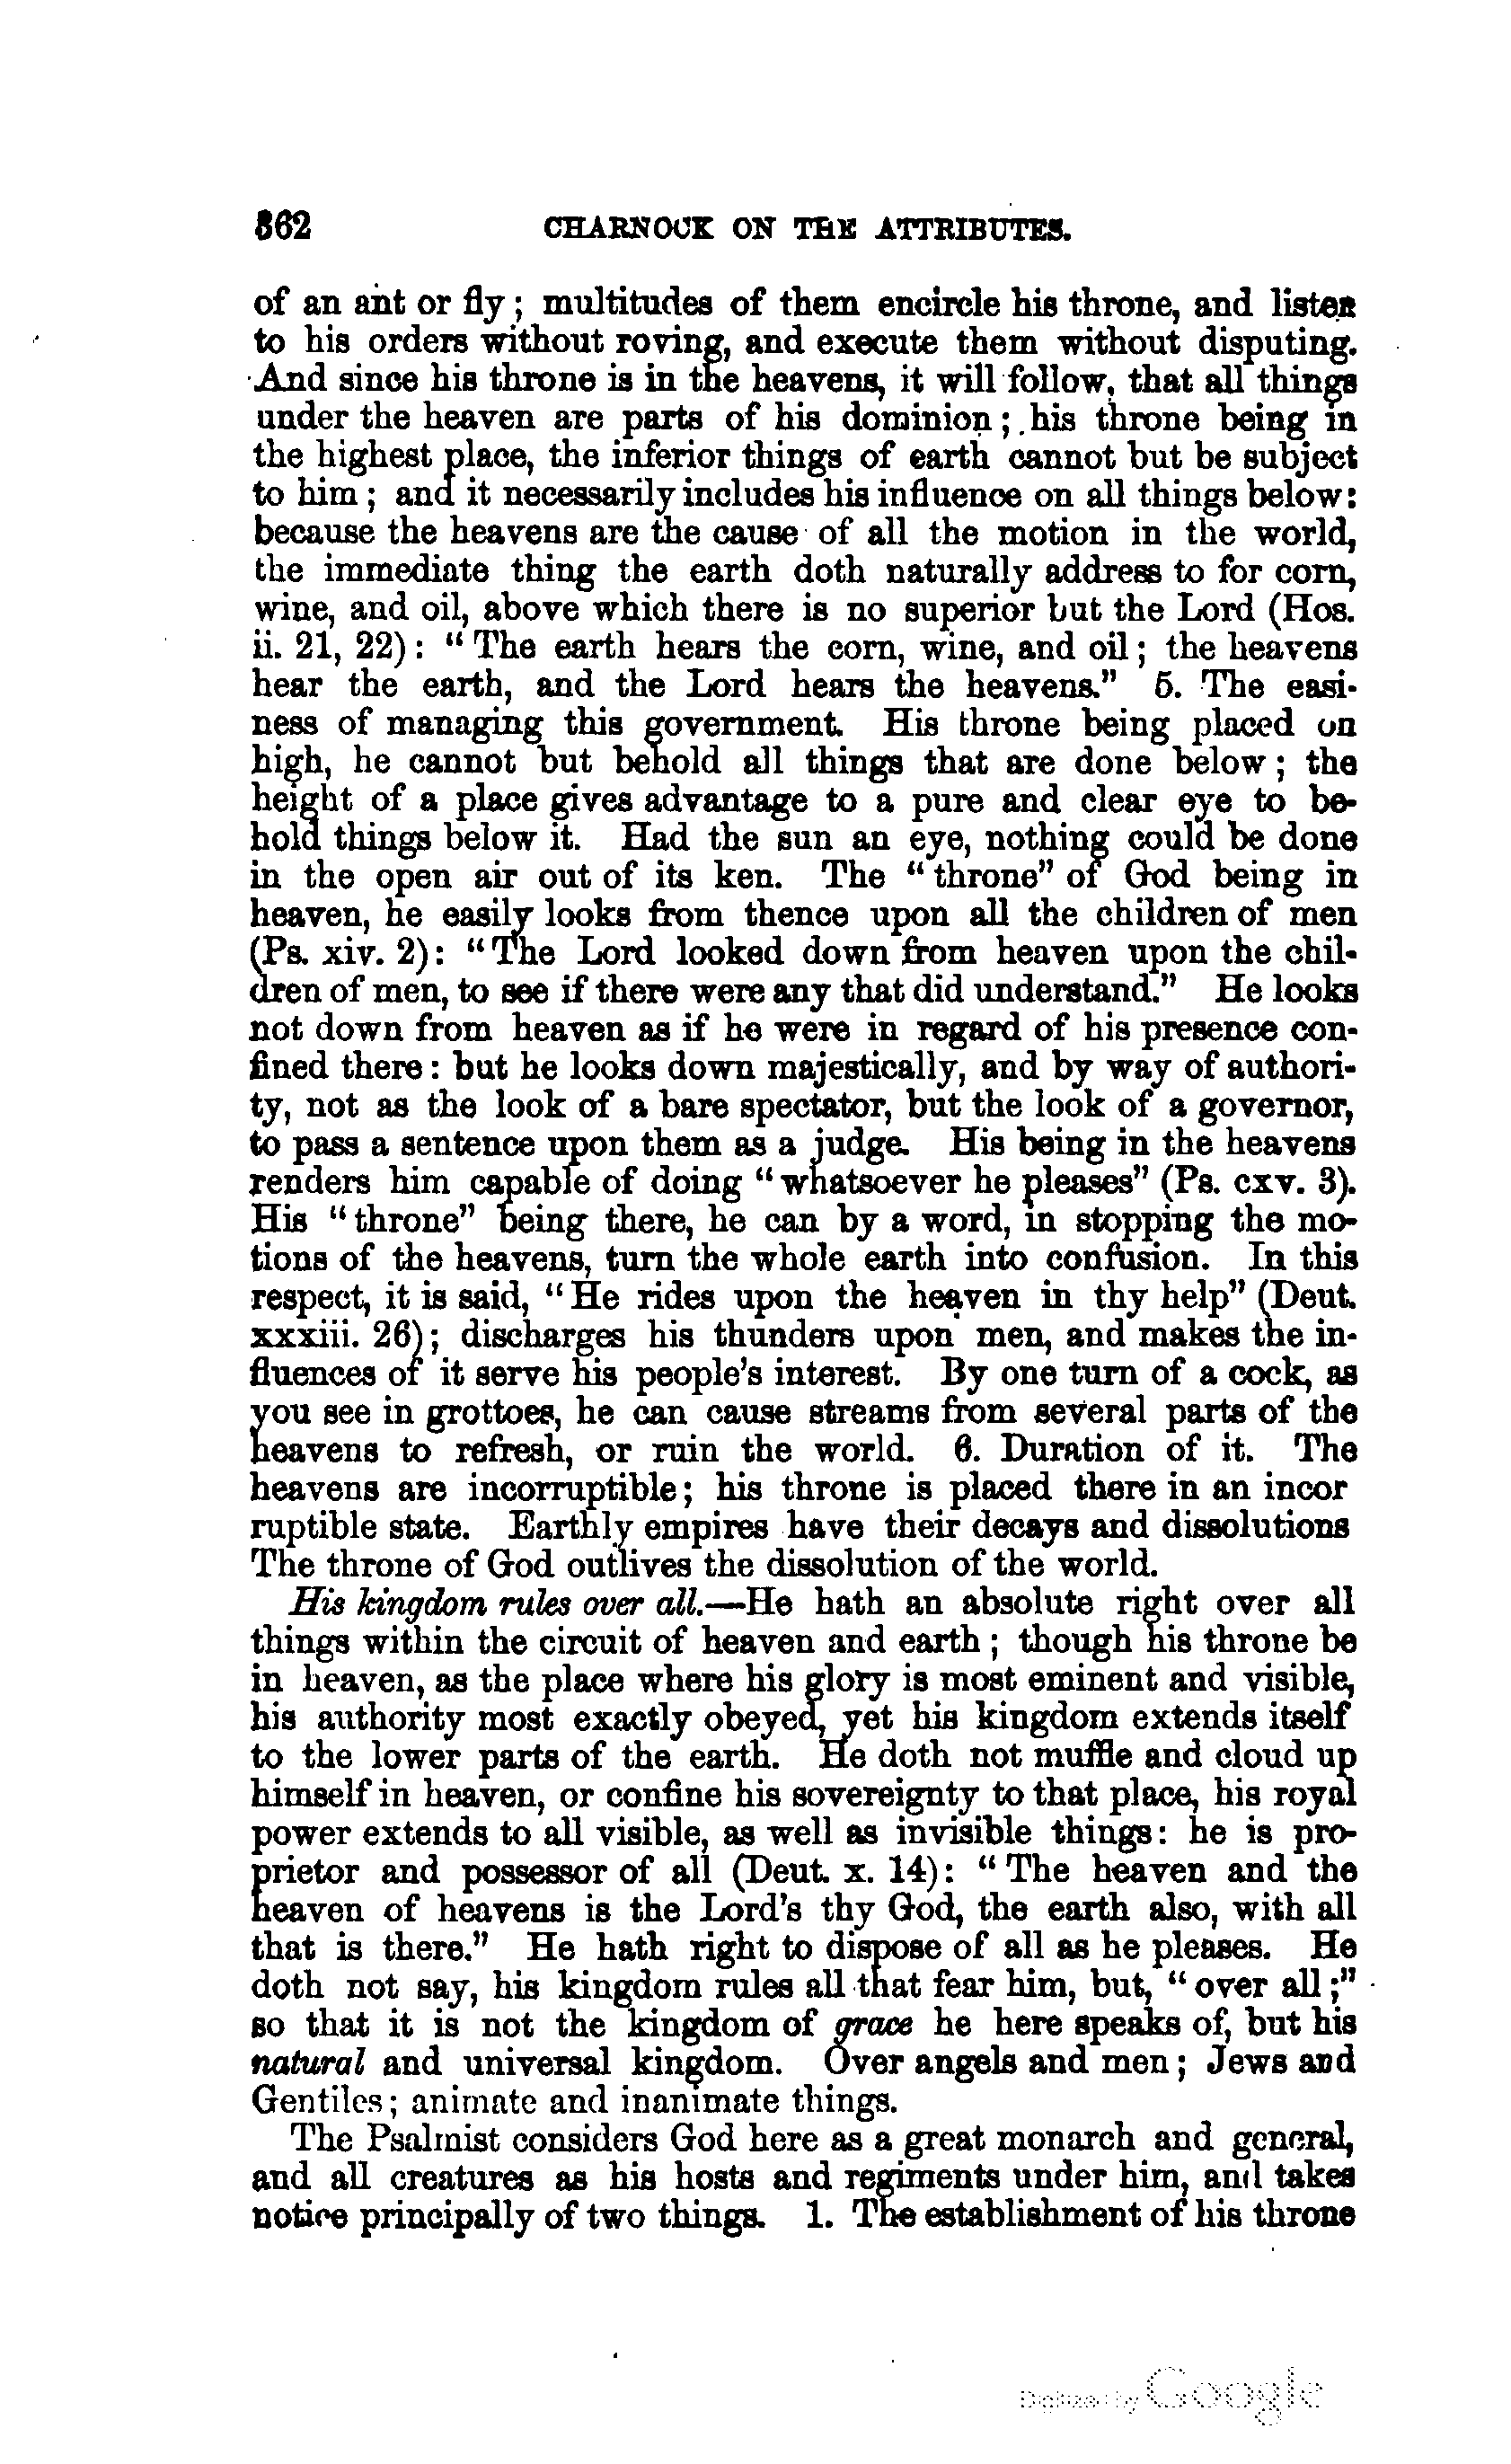 362 CHARNOCK ON THE ATTRIBUTES.
of an ant or fly; multitudes of them encircle his throne, and listen
to his orders without roving, and execute them without disputing.
And since his throne is in the heavens, it will follow, that all things
under the heaven are parts of his dominion; his throne being in
the highest place, the inferior things of earth cannot but be subject
to him; and it necessarily includes his influence on all things below:
because the heavens are the cause of all the motion in the world,
the immediate thing the earth doth naturally address to for corn,
wine, and oil, above which there is no superior but the Lord (Hos.
ii. 21, 22): "The earth hears the corn, wine, and oil; the heavens
hear the earth, and the Lord hears the heavens." 5. The easi-
ness of managing this government. His throne being placed on
high, he cannot but behold all things that are done below; the
height of a place gives advantage to a pure and clear eye to be-
hold things below it. Had the sun an eye, nothing could be done
in the open air out of its ken. The "throne" of God being in
heaven, he easily looks from thence upon all the children of men
(Ps. xiv. 2): "The Lord looked down from heaven upon the chil-
dren of men, to see if there were any that did understand." He looks
not down from heaven as if he were in regard of his presence con-
fined there: but he looks down majestically, and by way of authori-
ty, not as the look of a bare spectator, but the look of a governor,
to pass a sentence upon them as a judge. His being in the heavens
renders him capable of doing "whatsoever he pleases" (Ps. cxv. 3).
His "throne" being there, he can by a word, in stopping the mo-
tions of the heavens, turn the whole earth into confusion. In this
respect, it is said, "He rides upon the heaven in thy help" (Deut.
xxxiii. 26); discharges his thunders upon men, and makes the in-
fluences of it serve his people's interest. By one turn of a cock, as
you see in grottoes, he can cause streams from several parts of the
heavens to refresh, or ruin the world. 6. Duration of it. The
heavens are incorruptible; his throne is placed there in an incor
ruptible state. Earthly empires have their decays and dissolutions
The throne of God outlives the dissolution of the world.
His kingdom rules over all.—He hath an absolute right over all
things within the circuit of heaven and earth; though his throne be
in heaven, as the place where his glory is most eminent and visible,
his authority most exactly obeyed, yet his kingdom extends itself
to the lower parts of the earth. He doth not muffle and cloud up
himself in heaven, or confine his sovereignty to that place, his royal
power extends to all visible, as well as invisible things: he is pro-
prietor and possessor of all (Deut. x. 14): "The heaven and the
heaven of heavens is the Lord's thy God, the earth also, with all
that is there." He hath right to dispose of all as he pleases. He
doth not say, his kingdom rules all that fear him, but, "over all;"
so that it is not the kingdom of grace he here speaks of, but his
natural and universal kingdom. Over angels and men; Jews and
Gentiles; animate and inanimate things.
The Psalmist considers God here as a great monarch and general,
and all creatures as his hosts and regiments under him, and takes
notice principally of two things. 1. The establishment of his throne
Digitized by Google